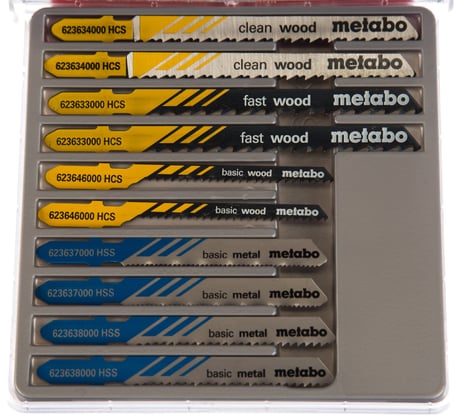 623634000 HCS clean wood metabo
623634000 HCS clean wood metabo
623633000 HCS fast wood metabo
623633000 HCS fast wood metabo
623646000 HCS basic wood metabo
623646000 HCS basic wood metabo
623637000 HSS basic metal metabo
623637000 HSS basic metal metabo
623638000 HSS basic metal metabo
623638000 HSS basic metal metabo